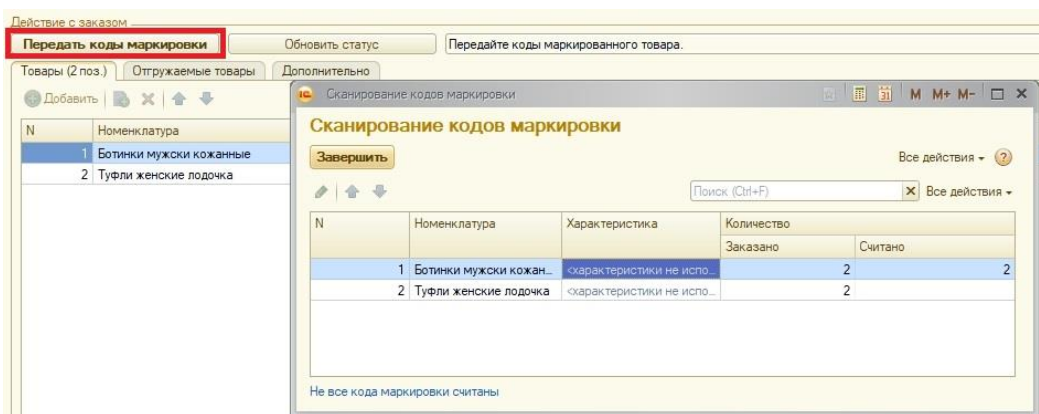 Действие с заказом
Передать коды маркировки Обновить статус Передайте коды маркированного товара.
Товары (2 поз.) Отгружаемые товары Дополнительно
Добавить
N Номенклатура
1 Ботинки мужски кожанные
2 Туфли женские лодочка
1С Сканирование кодов маркировки 31 M M+ M-
Сканирование кодов маркировки
Завершить Все действия ?
Поиск (Ctrl+F) Все действия
N Номенклатура Характеристика Количество
Заказано Считано
1 Ботинки мужски кожан... <характеристики не испо... 2 2
2 Туфли женские лодочка <характеристики не испо... 2
Не все кода маркировки считаны